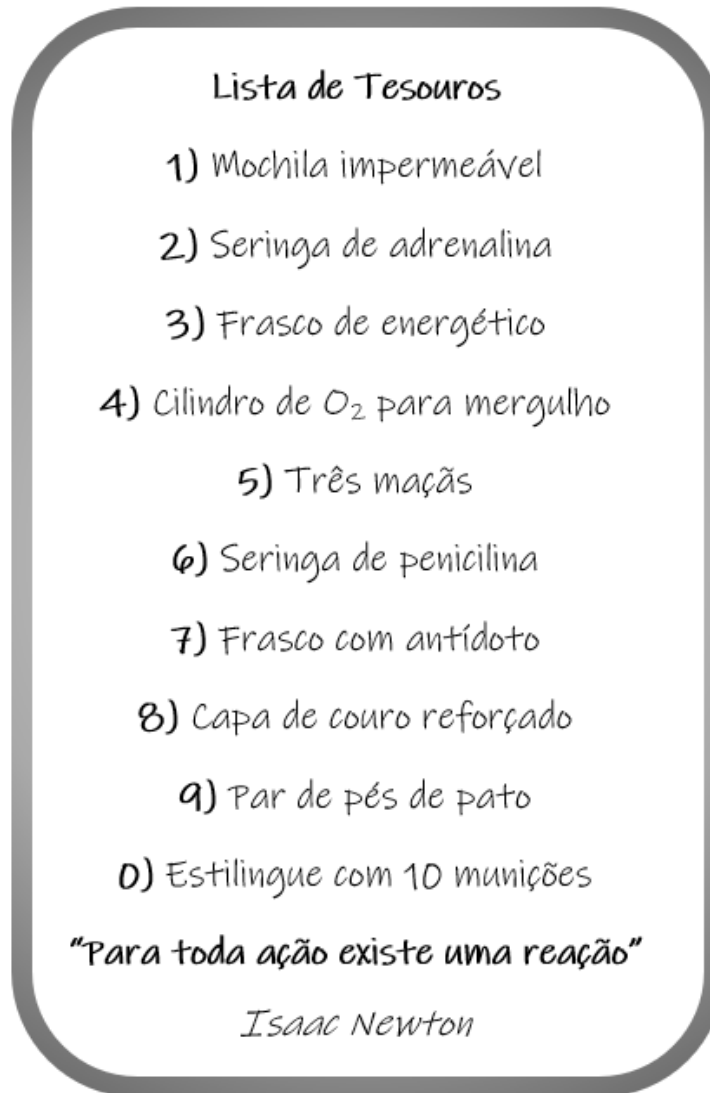 Lista de Tesouros
1) Mochila impermeável
2) Seringa de adrenalina
3) Frasco de energético
4) Cilindro de O₂ para mergulho
5) Três maçãs
6) Seringa de penicilina
7) Frasco com antídoto
8) Capa de couro reforçado
9) Par de pés de pato
0) Estilingue com 10 munições
“Para toda ação existe uma reação”
Isaac Newton